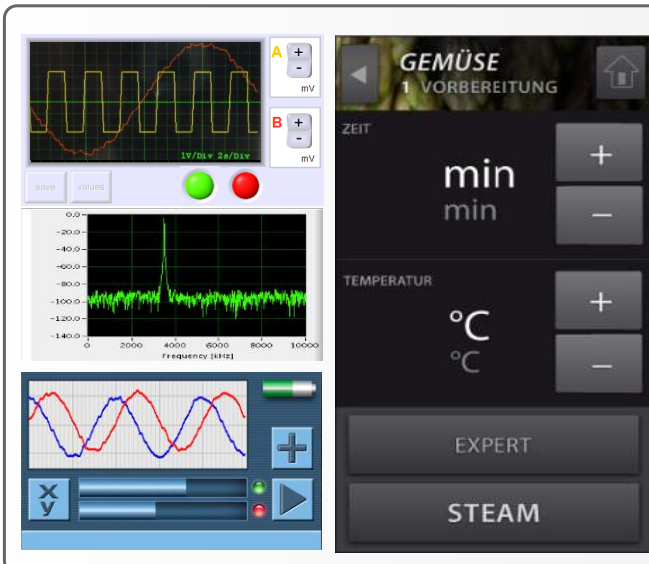 A
+
-
mV
B
+
-
mV
1V/Div 2s/Div
save
values
0.0
-20.0
-40.0
-60.0
-80.0
-100.0
-120.0
-140.0
0 2000 4000 6000 8000 10000
Frequency [kHz]
x
y
GEMÜSE
1 VORBEREITUNG
ZEIT
min
min
+
−
TEMPERATUR
°C
°C
+
−
EXPERT
STEAM